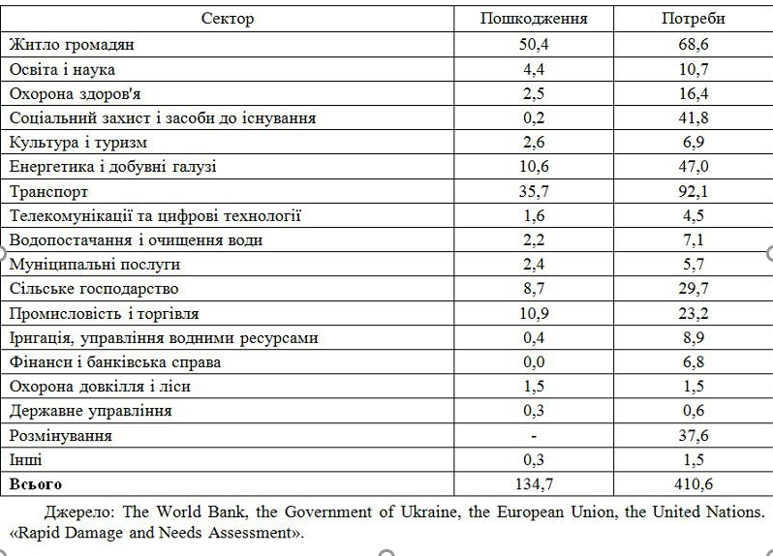 Сектор Пошкодження Потреби
Житло громадян 50,4 68,6
Освіта і наука 4,4 10,7
Охорона здоров'я 2,5 16,4
Соціальний захист і засоби до існування 0,2 41,8
Культура і туризм 2,6 6,9
Енергетика і добувні галузі 10,6 47,0
Транспорт 35,7 92,1
Телекомунікації та цифрові технології 1,6 4,5
Водопостачання і очищення води 2,2 7,1
Муніципальні послуги 2,4 5,7
Сільське господарство 8,7 29,7
Промисловість і торгівля 10,9 23,2
Іригація, управління водними ресурсами 0,4 8,9
Фінанси і банківська справа 0,0 6,8
Охорона довкілля і ліси 1,5 1,5
Державне управління 0,3 0,6
Розмінування - 37,6
Інші 0,3 1,5
Всього 134,7 410,6
Джерело: The World Bank, the Government of Ukraine, the European Union, the United Nations.
«Rapid Damage and Needs Assessment».